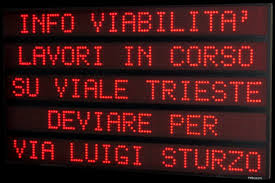 INFO VIABILITA'
LAVORI IN CORSO
SU VIALE TRIESTE
DEVIARE PER
VIA LUIGI STURZO